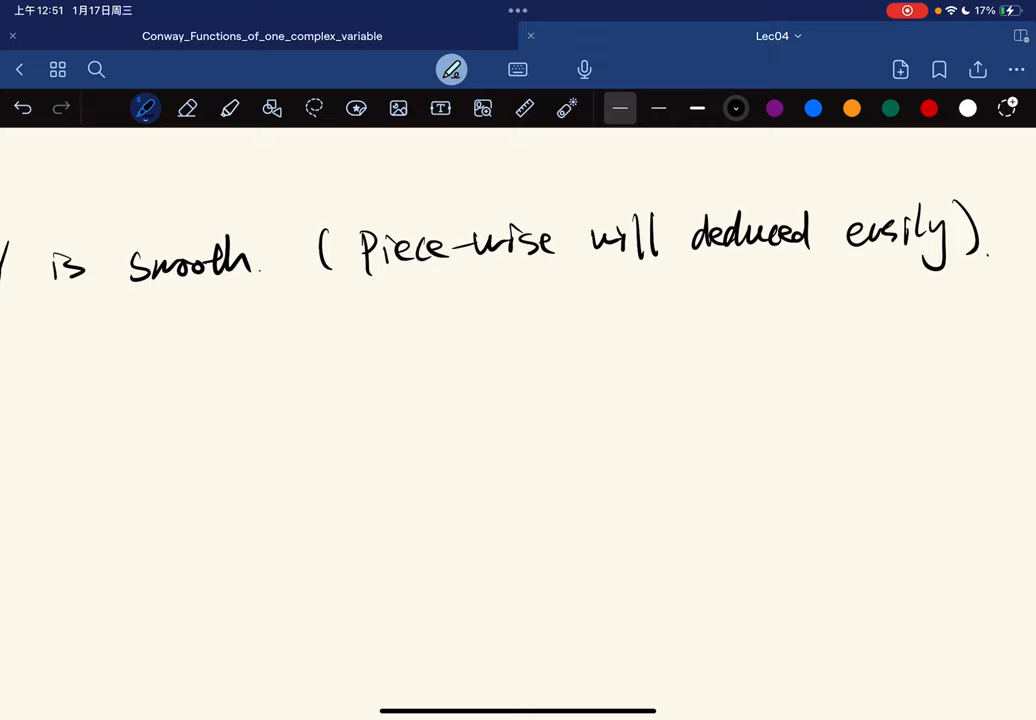 上午12:51 1月17日周三
17%
Conway_Functions_of_one_complex_variable
Lec04
is smooth. (Piece-wise will deduced easily).